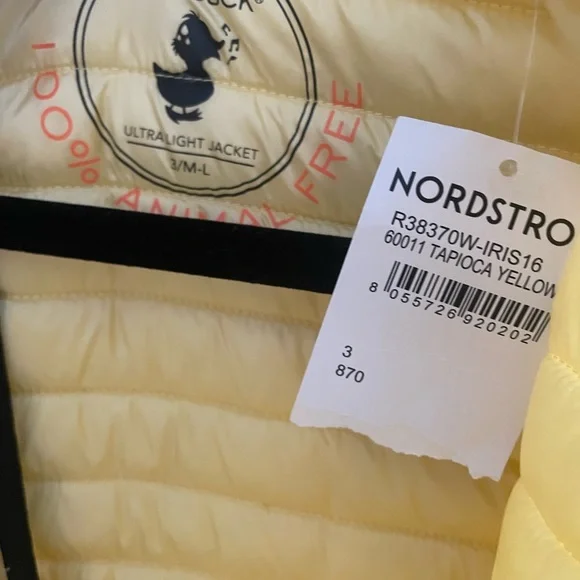 ULTRALIGHT JACKET
3/M-L
100% ANIMAL FREE
NORDSTRO
R38370W-IRIS16
60011 TAPIOCA YELLOW
8 055726 920202
3
870